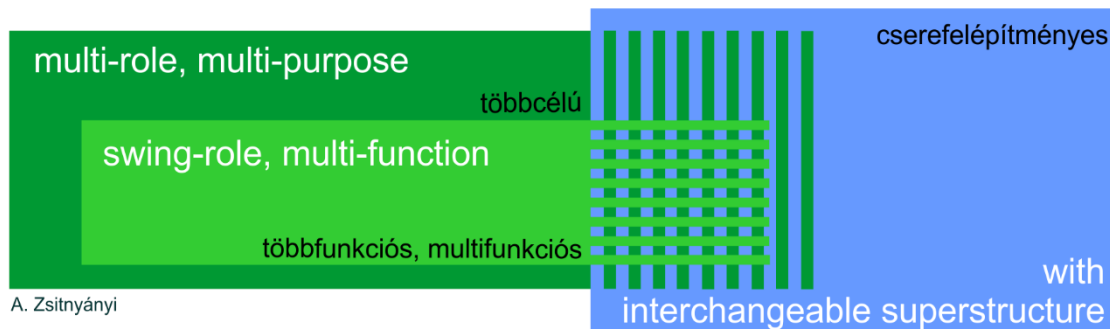 cserefelépítményes
multi-role, multi-purpose
többcélú
swing-role, multi-function
többfunkciós, multifunkciós
with
interchangeable superstructure
A. Zsitnyányi